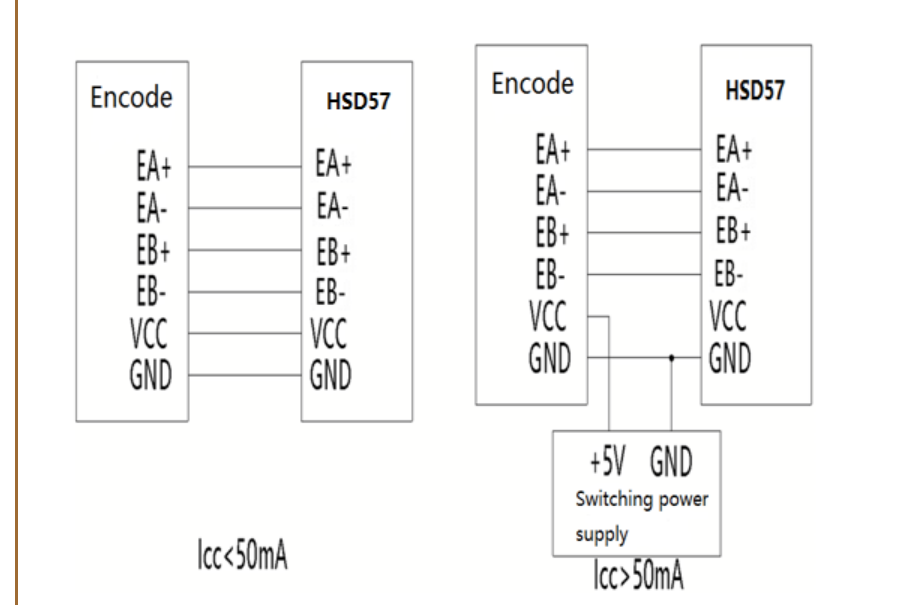 Encode
HSD57
EA+ EA+
EA- EA-
EB+ EB+
EB- EB-
VCC VCC
GND GND
Icc<50mA
Encode
HSD57
EA+ EA+
EA- EA-
EB+ EB+
EB- EB-
VCC VCC
GND GND
+5V GND
Switching power
supply
Icc>50mA